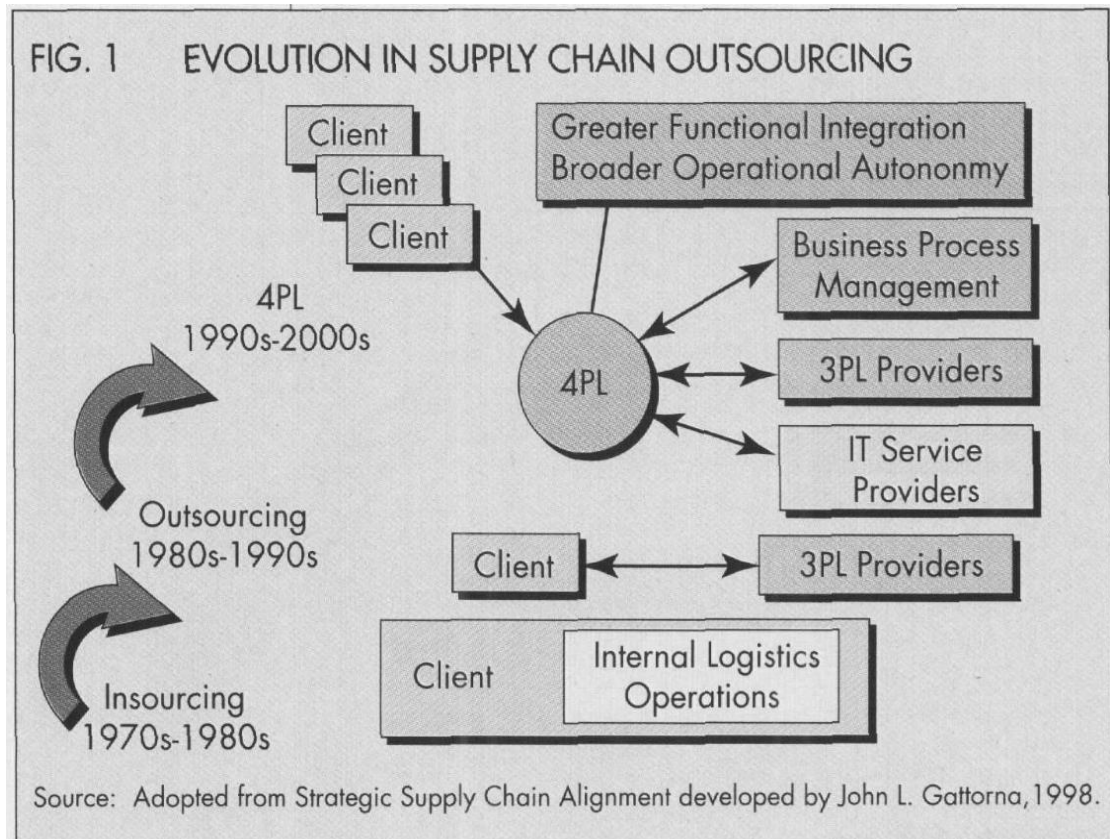 FIG. 1 EVOLUTION IN SUPPLY CHAIN OUTSOURCING
Client
Client
Client
Greater Functional Integration
Broader Operational Autononmy
Business Process
Management
4PL
1990s-2000s
4PL
3PL Providers
IT Service
Providers
Outsourcing
1980s-1990s
Client
3PL Providers
Client
Internal Logistics
Operations
Insourcing
1970s-1980s
Source: Adopted from Strategic Supply Chain Alignment developed by John L. Gattorna,1998.